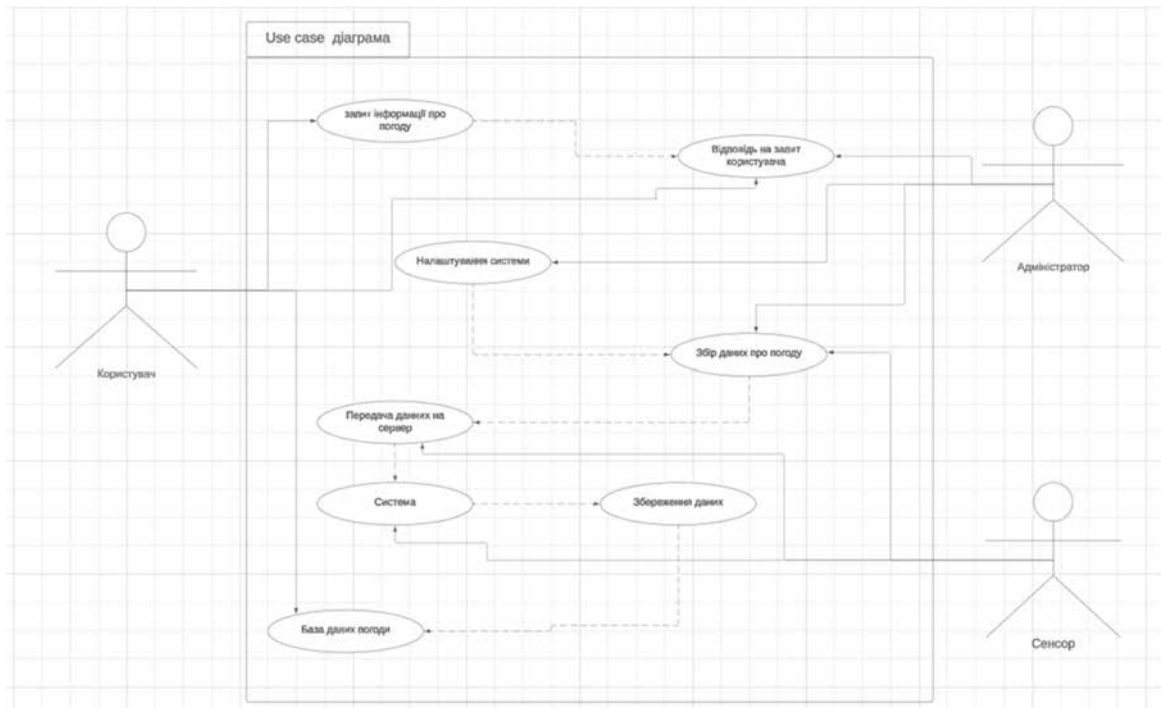 Use case діаграма
запит інформації про
погоду
Відповідь на запит
користувача
Налаштування системи
Адміністратор
Збір даних про погоду
Користувач
Передача данних на
сервер
Система
Збереження даних
База даних погоди
Сенсор